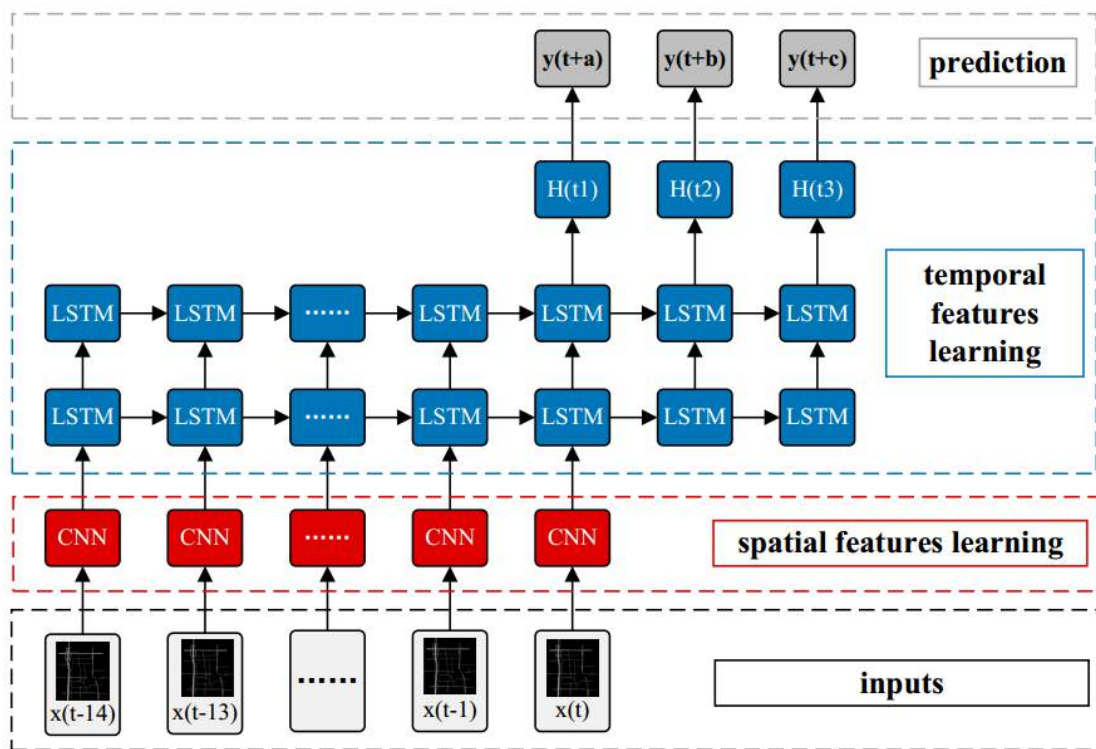 y(t+a) y(t+b) y(t+c) prediction
H(t1) H(t2) H(t3)
temporal
features
learning
LSTM LSTM ...... LSTM LSTM LSTM LSTM
LSTM LSTM ...... LSTM LSTM LSTM LSTM
CNN CNN ...... CNN CNN spatial features learning
...... inputs
x(t-14) x(t-13) x(t-1) x(t)